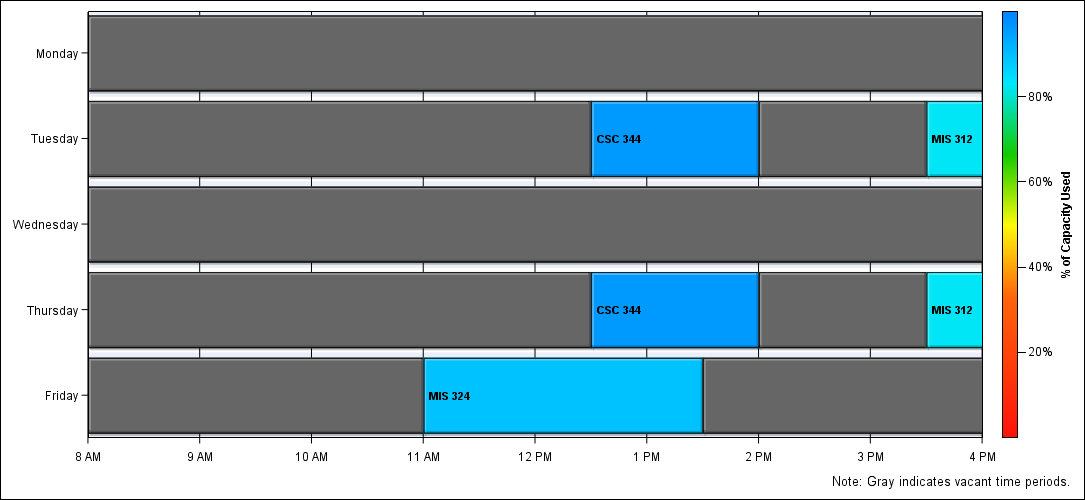 Monday
Tuesday
CSC 344
MIS 312
Wednesday
Thursday
CSC 344
MIS 312
Friday
MIS 324
8 AM 9 AM 10 AM 11 AM 12 PM 1 PM 2 PM 3 PM 4 PM
80%
60%
40%
20%
% of Capacity Used
Note: Gray indicates vacant time periods.